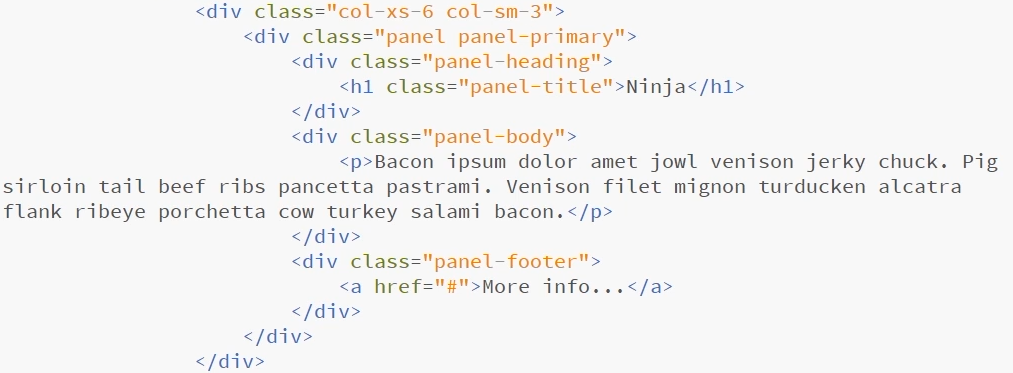 <div class="col-xs-6 col-sm-3">
<div class="panel panel-primary">
<div class="panel-heading">
<h1 class="panel-title">Ninja</h1>
</div>
<div class="panel-body">
<p>Bacon ipsum dolor amet jowl venison jerky chuck. Pig
sirloin tail beef ribs pancetta pastrami. Venison filet mignon turducken alcatra
flank ribeye porchetta cow turkey salami bacon.</p>
</div>
<div class="panel-footer">
<a href="#">More info...</a>
</div>
</div>
</div>